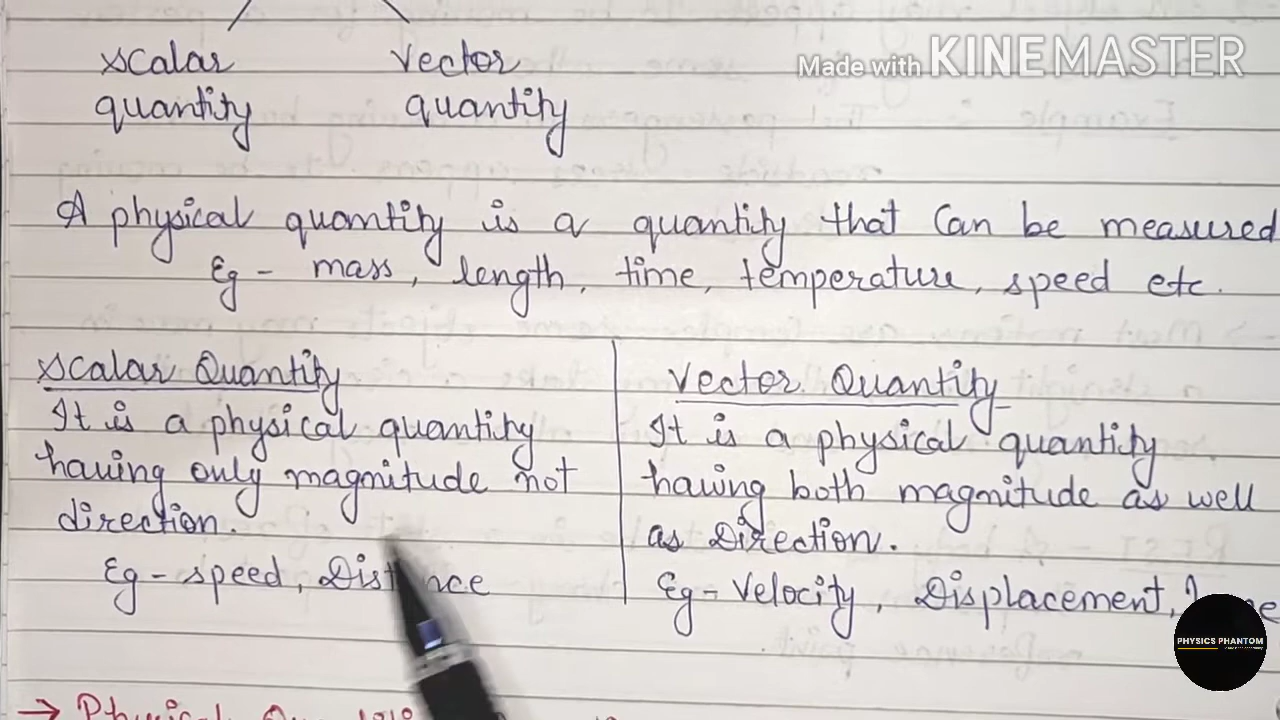 Made with KINEMASTER
scalar quantity
vector quantity
A physical quantity is a quantity that can be measured
Eg - mass, length, time, temperature, speed etc.
Scalar Quantity
It is a physical quantity
having only magnitude not
direction.
Eg - speed,
Vector Quantity
It is a physical quantity
having both magnitude as well
as Direction.
Eg - Velocity, Displacement,
PHYSICS PHANTOM
→ Physical